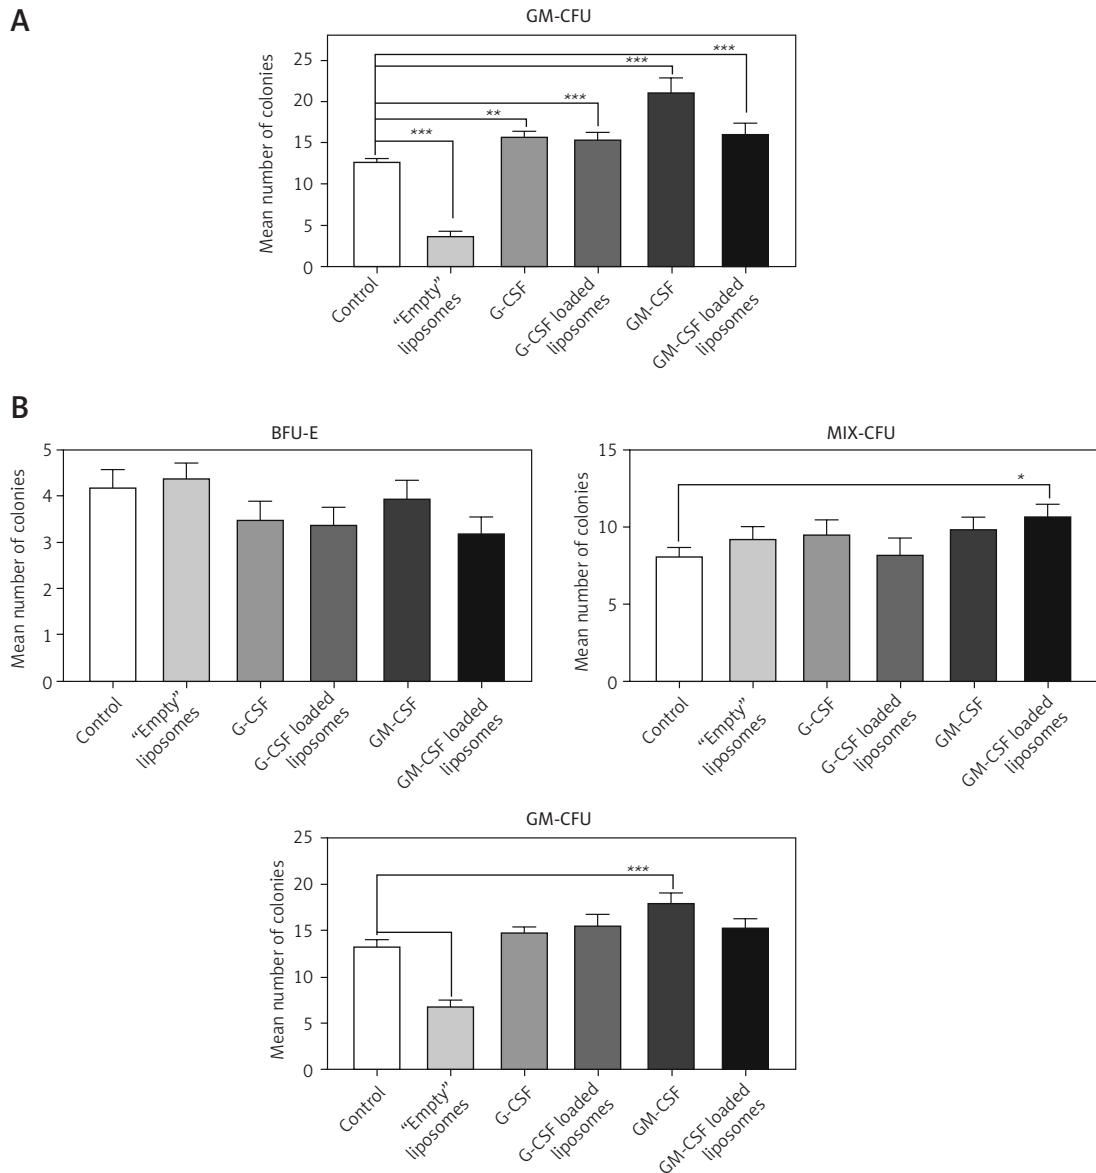 A
GM-CFU
Mean number of colonies
25
20
15
10
5
0
***
**
***
***
***
Control
“Empty”
liposomes
G-CSF
G-CSF loaded
liposomes
GM-CSF
GM-CSF loaded
liposomes
B
BFU-E
Mean number of colonies
5
4
3
2
1
0
Control
“Empty”
liposomes
G-CSF
G-CSF loaded
liposomes
GM-CSF
GM-CSF loaded
liposomes
MIX-CFU
Mean number of colonies
15
10
5
0
*
Control
“Empty”
liposomes
G-CSF
G-CSF loaded
liposomes
GM-CSF
GM-CSF loaded
liposomes
GM-CFU
Mean number of colonies
25
20
15
10
5
0
***
Control
“Empty”
liposomes
G-CSF
G-CSF loaded
liposomes
GM-CSF
GM-CSF loaded
liposomes